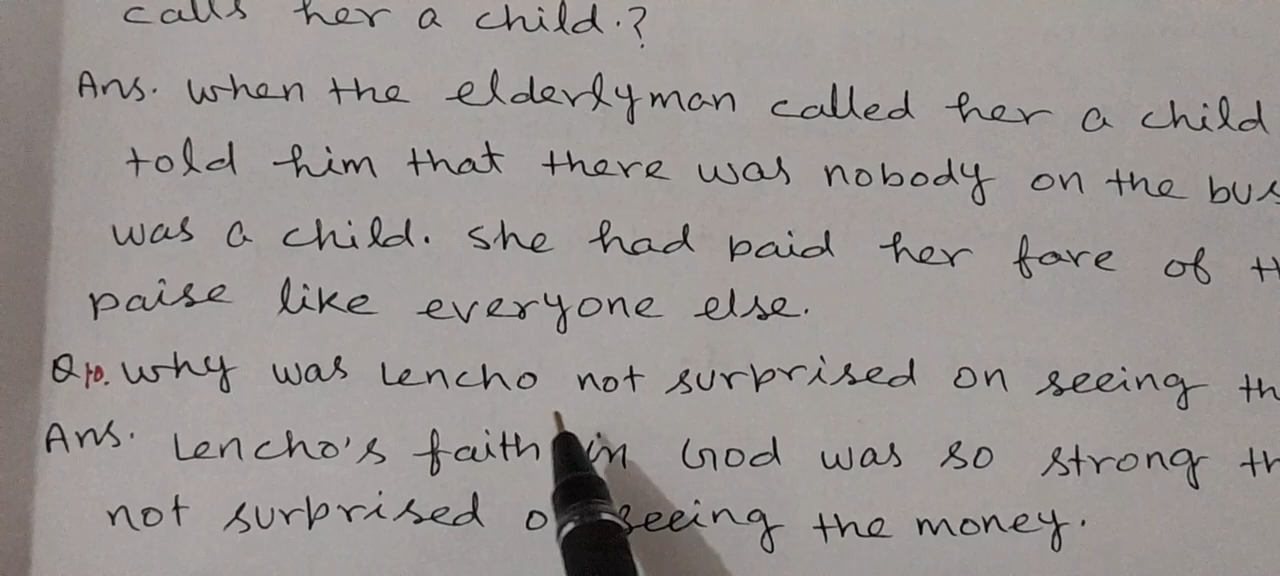 calls her a child.?
Ans. when the elderlyman called her a child
told him that there was nobody on the bus
was a child. she had paid her fare of
paise like everyone else.
Q10. why was Lencho not surprised on seeing
Ans. Lencho's faith in God was so strong
not surprised seeing the money.